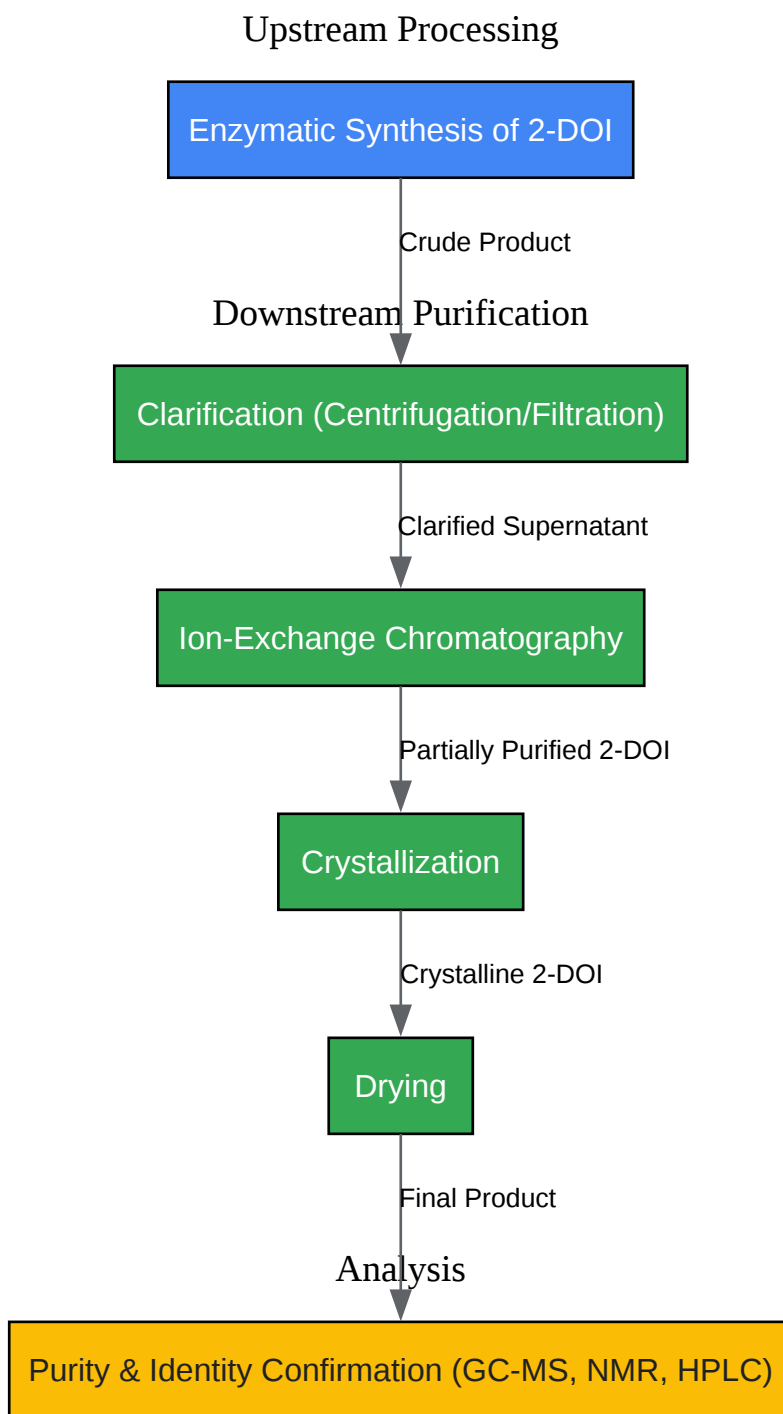 Upstream Processing
Enzymatic Synthesis of 2-DOI
Crude Product
Downstream Purification
Clarification (Centrifugation/Filtration)
Clarified Supernatant
Ion-Exchange Chromatography
Partially Purified 2-DOI
Crystallization
Crystalline 2-DOI
Drying
Final Product
Analysis
Purity & Identity Confirmation (GC-MS, NMR, HPLC)